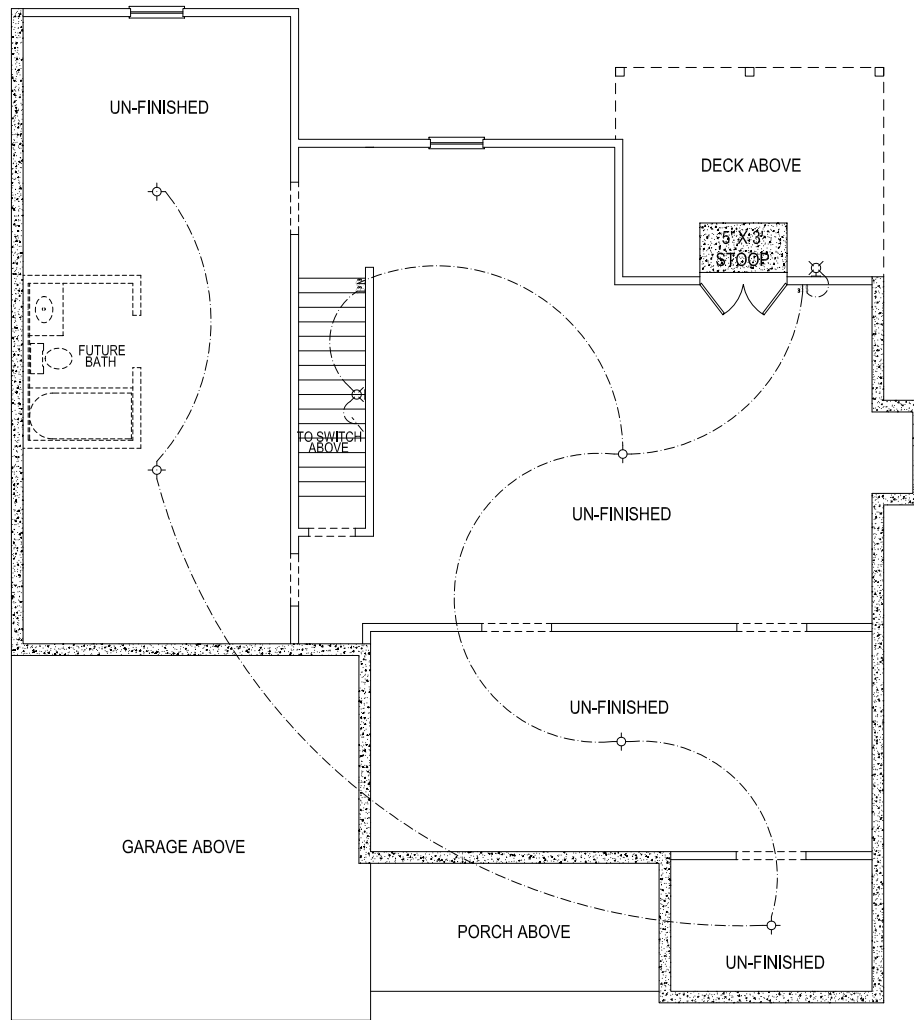 UN-FINISHED
DECK ABOVE
5' X 3'
STOOP
FUTURE
BATH
TO SWITCH
ABOVE
UN-FINISHED
UN-FINISHED
GARAGE ABOVE
PORCH ABOVE
UN-FINISHED